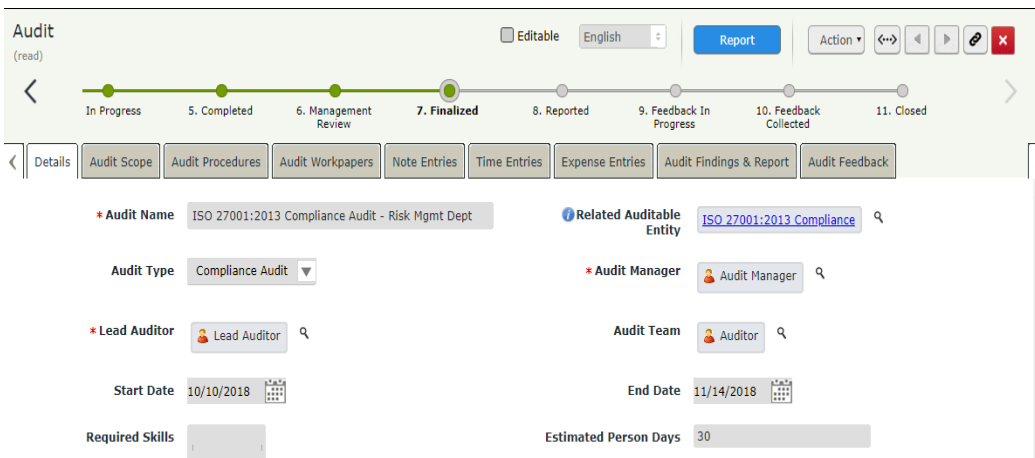 Audit
(read)
Editable
English
Report
Action
In Progress
5. Completed
6. Management
Review
7. Finalized
8. Reported
9. Feedback In
Progress
10. Feedback
Collected
11. Closed
Details
Audit Scope
Audit Procedures
Audit Workpapers
Note Entries
Time Entries
Expense Entries
Audit Findings & Report
Audit Feedback
* Audit Name
ISO 27001:2013 Compliance Audit - Risk Mgmt Dept
Related Auditable
Entity
ISO 27001:2013 Compliance
Audit Type
Compliance Audit
* Audit Manager
Audit Manager
* Lead Auditor
Lead Auditor
Audit Team
Auditor
Start Date
10/10/2018
End Date
11/14/2018
Required Skills
Estimated Person Days
30